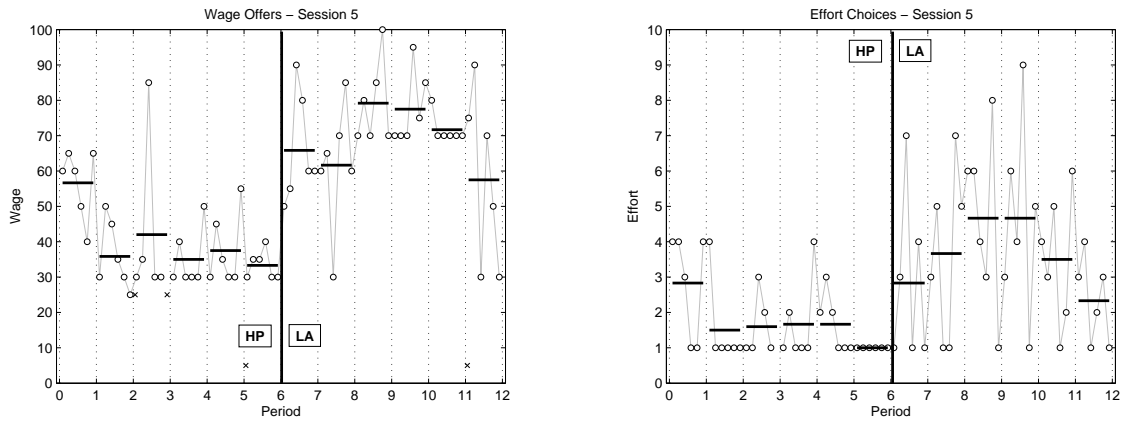 Wage Offers – Session 5
100
90
80
70
60
50
40
30
20
10
0
Wage
HP
LA
0 1 2 3 4 5 6 7 8 9 10 11 12
Period
Effort Choices – Session 5
10
9
8
7
6
5
4
3
2
1
0
Effort
HP
LA
0 1 2 3 4 5 6 7 8 9 10 11 12
Period